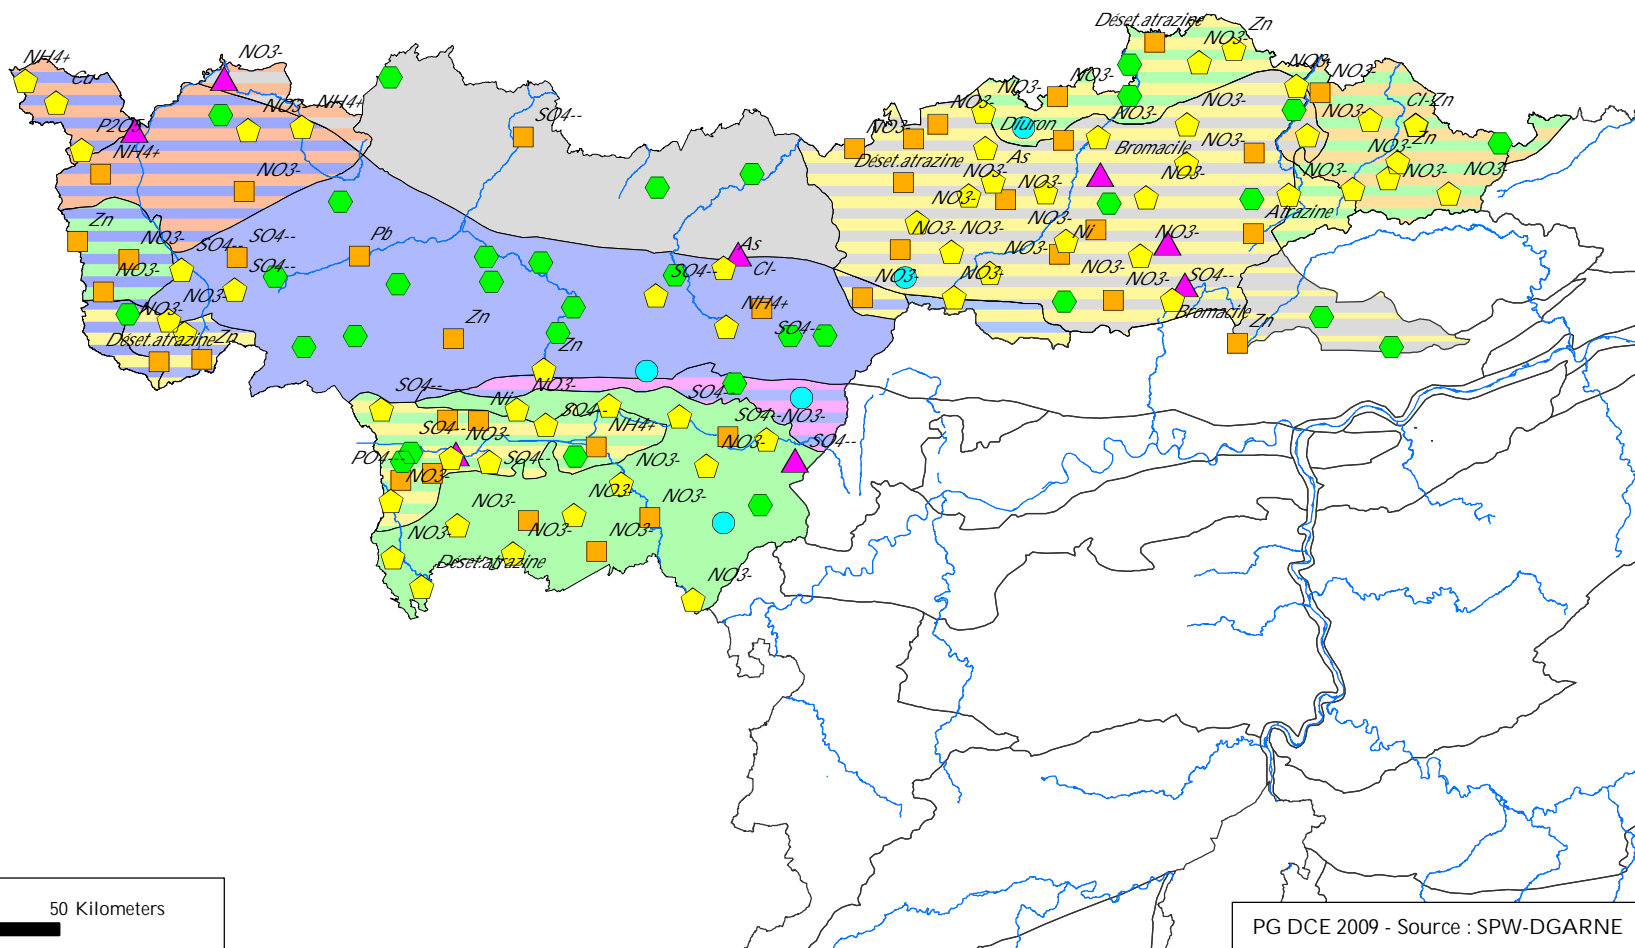 Déset.atrazine
Zn
NO3-
NH4+
NO3-
Cu
NO3-
NO3-
NO3-
NO3-
NO3-
NH4+
NO3-
SO4--
NO3-
NO3-
NO3-
Cl-
Zn
P2O5
Diuron
NO3-
NO3-
NO3-
Zn
NH4+
Déset.atrazine
As
Bromacile
NO3-
NO3-
NO3-
NO3-
NO3-
NO3-
NO3-
NO3-
NO3-
NO3-
Atrazine
Zn
NO3-
SO4--
SO4--
Pb
As
NO3-
NO3-
NO3-
Ni
NO3-
NO3-
SO4--
SO4--
Cl-
NO3-
NO3-
NO3-
SO4--
NO3-
NO3-
NH4+
Bromacile
Zn
Déset.atrazine
Zn
Zn
SO4--
Zn
SO4--
NO3-
SO4--
Ni
SO4--
SO4--
NO3-
SO4--
NO3-
NH4+
NO3-
SO4--
PO4---
SO4--
NO3-
NO3-
NO3-
NO3-
NO3-
NO3-
NO3-
NO3-
Déset.atrazine
NO3-
50 Kilometers
PG DCE 2009 - Source : SPW-DGARNE